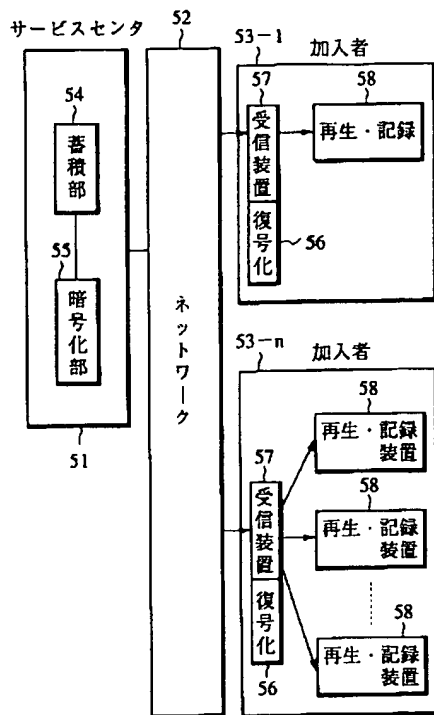 サービスセンタ
54
蓄積部
55
暗号化部
51
52
ネットワーク
53-1
加入者
57
受信装置
復号化
56
58
再生・記録
53-n
加入者
57
受信装置
復号化
56
58
再生・記録
装置
58
再生・記録
装置
58
再生・記録
装置